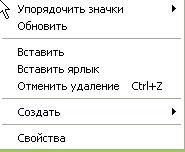 Упорядочить значки
Обновить
Вставить
Вставить ярлык
Отменить удаление Ctrl+Z
Создать
Свойства